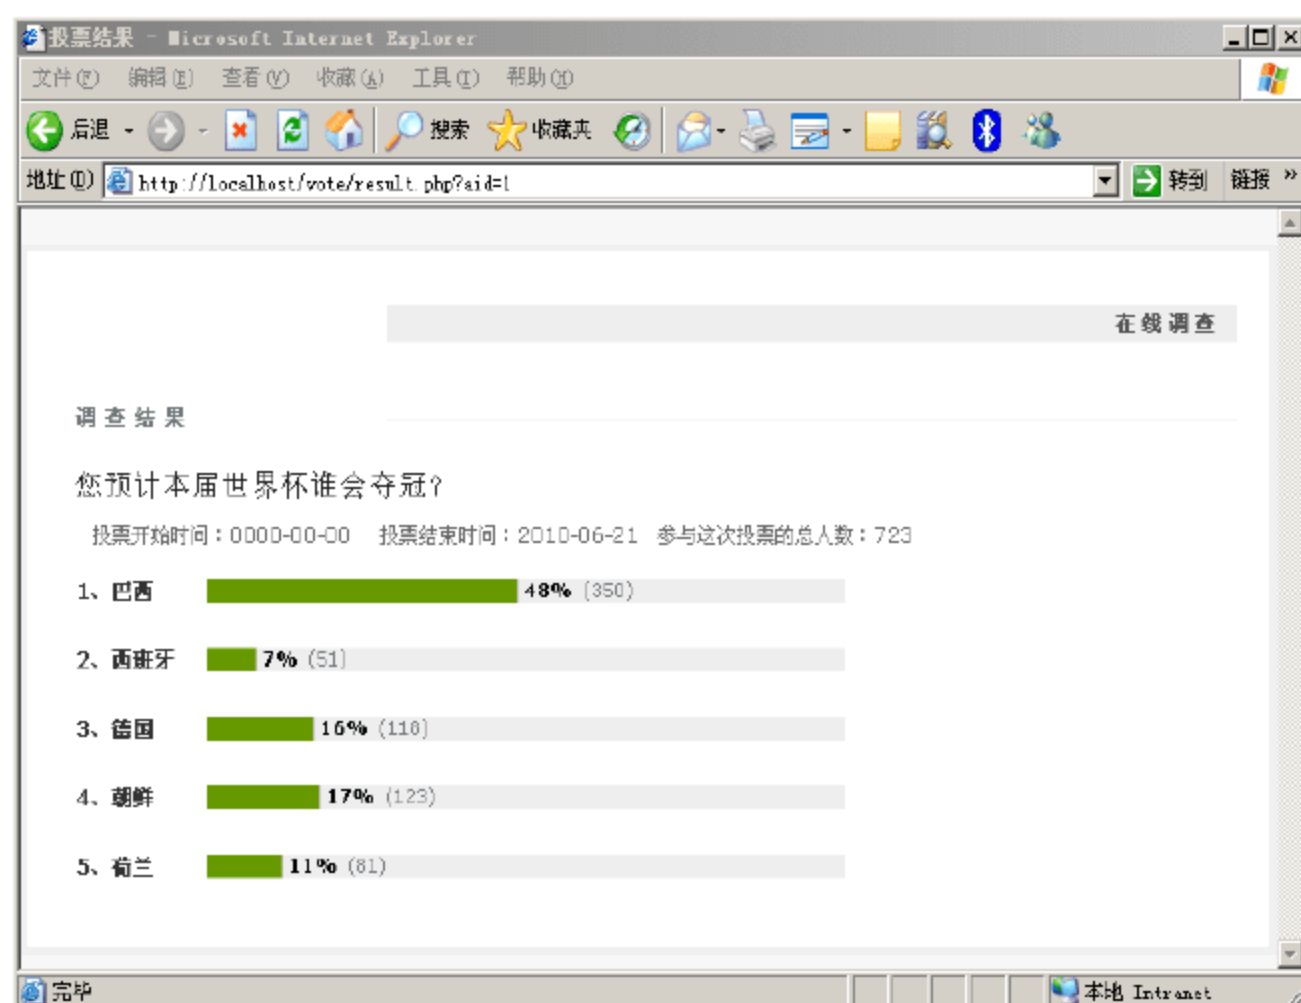 投票结果 - Microsoft Internet Explorer
文件(F) 编辑(E) 查看(V) 收藏(A) 工具(T) 帮助(H)
后退 搜索 收藏夹
地址(D) http://localhost/vote/result.php?aid=1 转到 链接 »
在线调查
调查结果
您预计本届世界杯谁会夺冠?
投票开始时间：0000-00-00 投票结束时间：2010-06-21 参与这次投票的总人数：723
1、巴西 48% (350)
2、西班牙 7% (51)
3、德国 16% (118)
4、朝鲜 17% (123)
5、荷兰 11% (81)
完毕 本地 Intranet